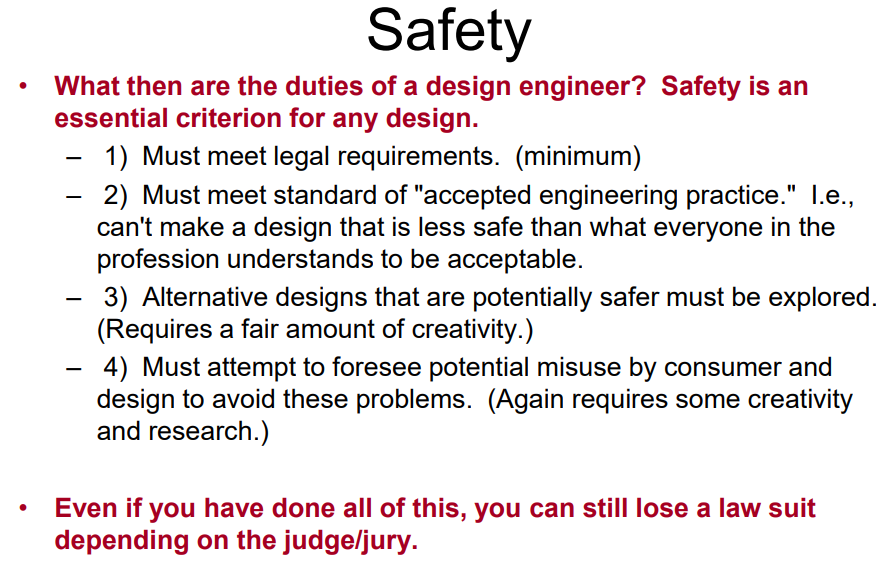 Safety
• What then are the duties of a design engineer?  Safety is an
essential criterion for any design.
– 1)  Must meet legal requirements.  (minimum)
– 2)  Must meet standard of "accepted engineering practice."  I.e.,
can't make a design that is less safe than what everyone in the
profession understands to be acceptable.
– 3)  Alternative designs that are potentially safer must be explored.
(Requires a fair amount of creativity.)
– 4)  Must attempt to foresee potential misuse by consumer and
design to avoid these problems.  (Again requires some creativity
and research.)
• Even if you have done all of this, you can still lose a law suit
depending on the judge/jury.